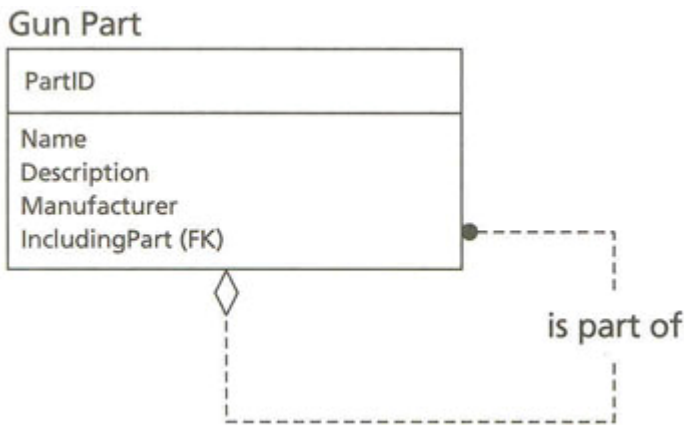 Gun Part
PartID
Name
Description
Manufacturer
IncludingPart (FK)
is part of